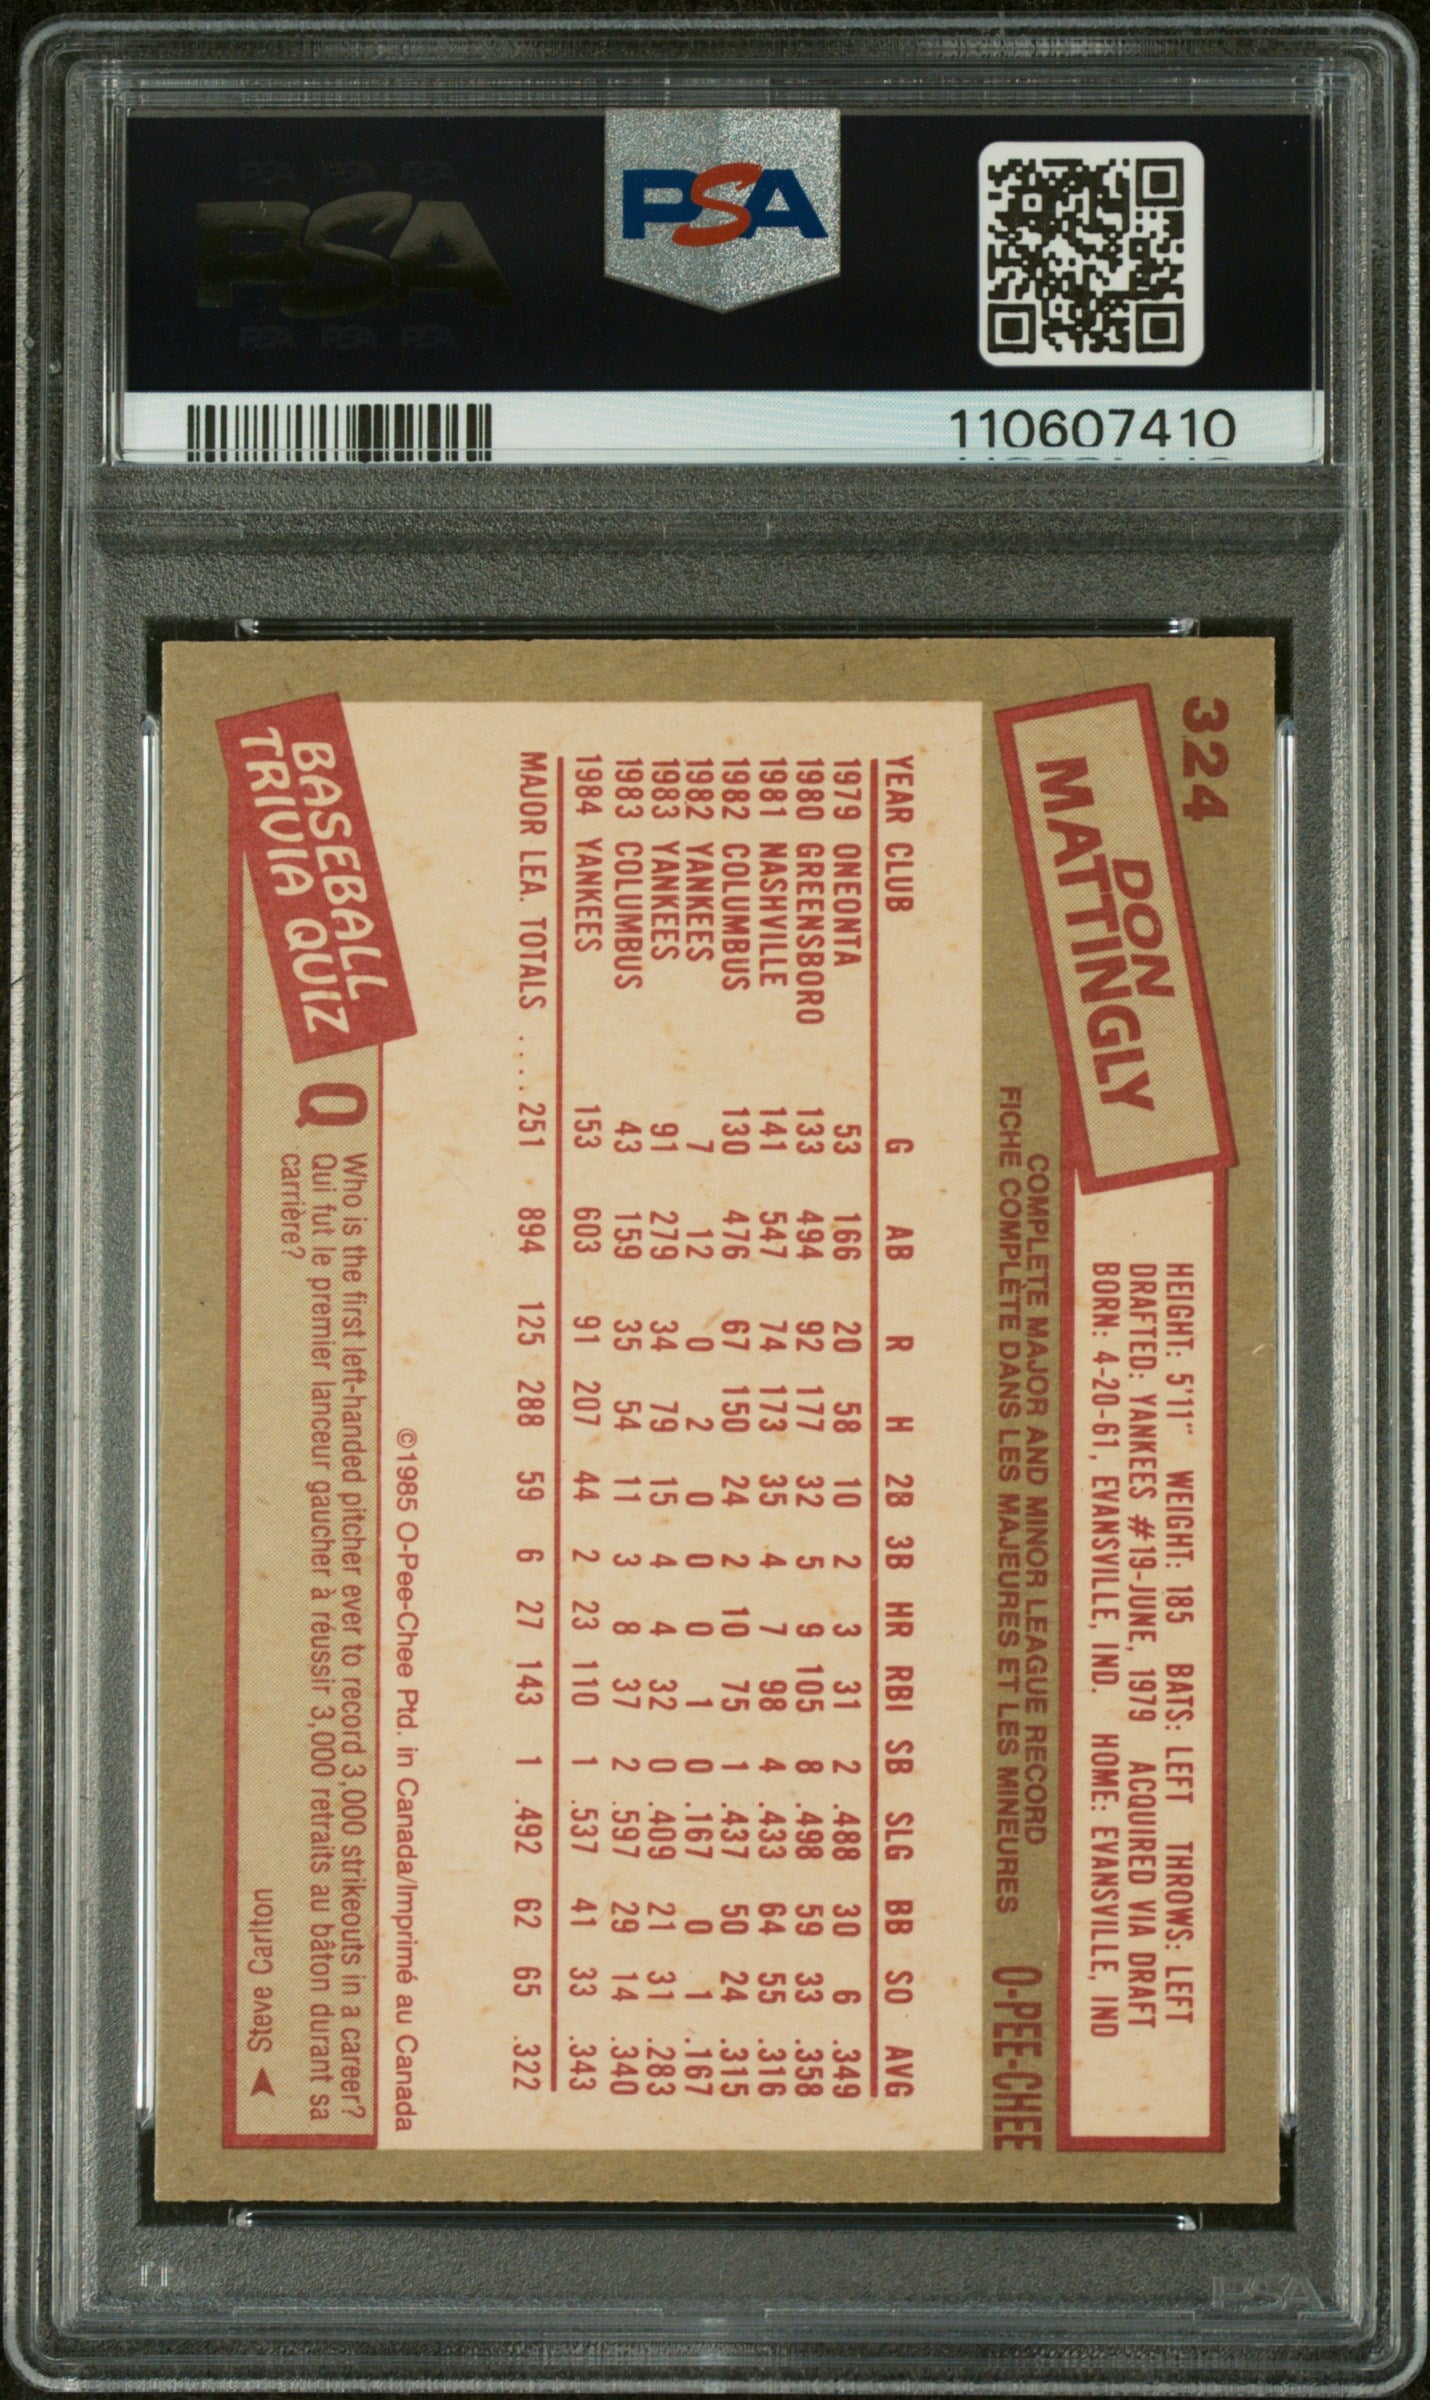 PSA PSA PSA
PSA
PSA PSA PSA
PSA
110607410
324
DON
MATTINGLY
HEIGHT: 5'11" WEIGHT: 185 BATS: LEFT THROWS: LEFT
DRAFTED: YANKEES #19-JUNE, 1979 ACQUIRED VIA DRAFT
BORN: 4-20-61, EVANSVILLE, IND. HOME: EVANSVILLE, IND
COMPLETE MAJOR AND MINOR LEAGUE RECORD
FICHE COMPLÈTE DANS LES MAJEURES ET LES MINEURES
O-PEE-CHEE
YEAR CLUB G AB R H 2B 3B HR RBI SB SLG BB SO AVG
1979 ONEONTA 53 166 20 58 10 2 3 31 2 .488 30 6 .349
1980 GREENSBORO 133 494 92 177 32 5 9 105 8 .498 59 33 .358
1981 NASHVILLE 141 547 74 173 35 4 7 98 4 .433 64 55 .316
1982 COLUMBUS 130 476 67 150 24 2 10 75 1 .437 50 24 .315
1982 YANKEES 7 12 0 2 0 0 0 1 0 .167 0 1 .167
1983 YANKEES 91 279 34 79 15 4 4 32 0 .409 21 31 .283
1983 COLUMBUS 43 159 35 54 11 3 8 37 2 .597 29 14 .340
1984 YANKEES 153 603 91 207 44 2 23 110 1 .537 41 33 .343
MAJOR LEA. TOTALS .... 251 894 125 288 59 6 27 143 1 .492 62 65 .322
©1985 O-Pee-Chee Ptd. in Canada/Imprimé au Canada
BASEBALL
TRIVIA QUIZ
Q
Who is the first left-handed pitcher ever to record 3,000 strikeouts in a career?
Qui fut le premier lanceur gaucher à réussir 3,000 retraits au bâton durant sa
carrière?
Steve Carlton
PSA